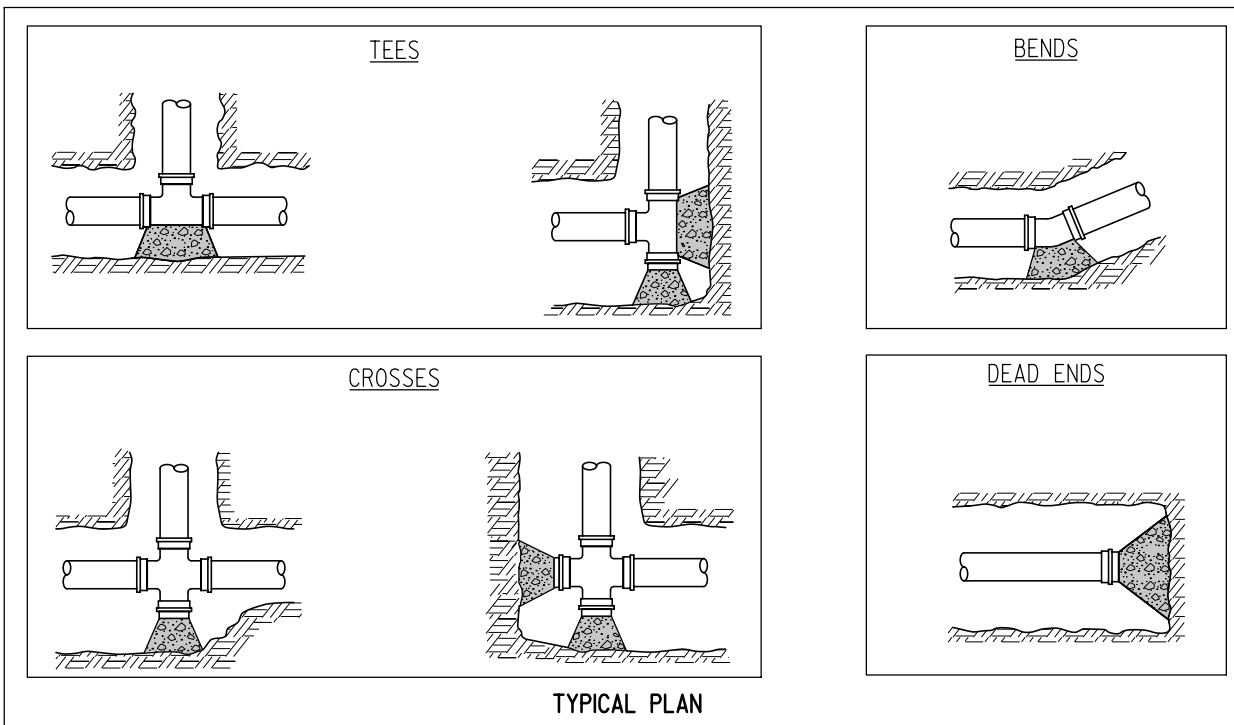 TEES
BENDS
CROSSES
DEAD ENDS
TYPICAL PLAN